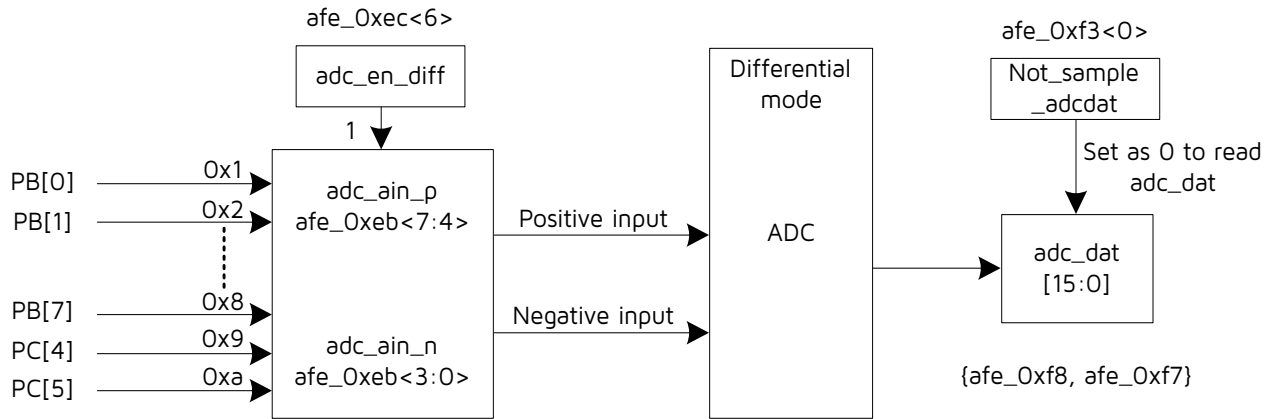 afe_0xec<6>
adc_en_diff
1
PB[0]
0x1
PB[1]
0x2
PB[7]
0x8
PC[4]
0x9
PC[5]
0xa
adc_ain_p
afe_0xeb<7:4>
adc_ain_n
afe_0xeb<3:0>
Positive input
Negative input
Differential
mode
ADC
afe_0xf3<0>
Not_sample
_adcdat
Set as 0 to read
adc_dat
adc_dat
[15:0]
{afe_0xf8, afe_0xf7}